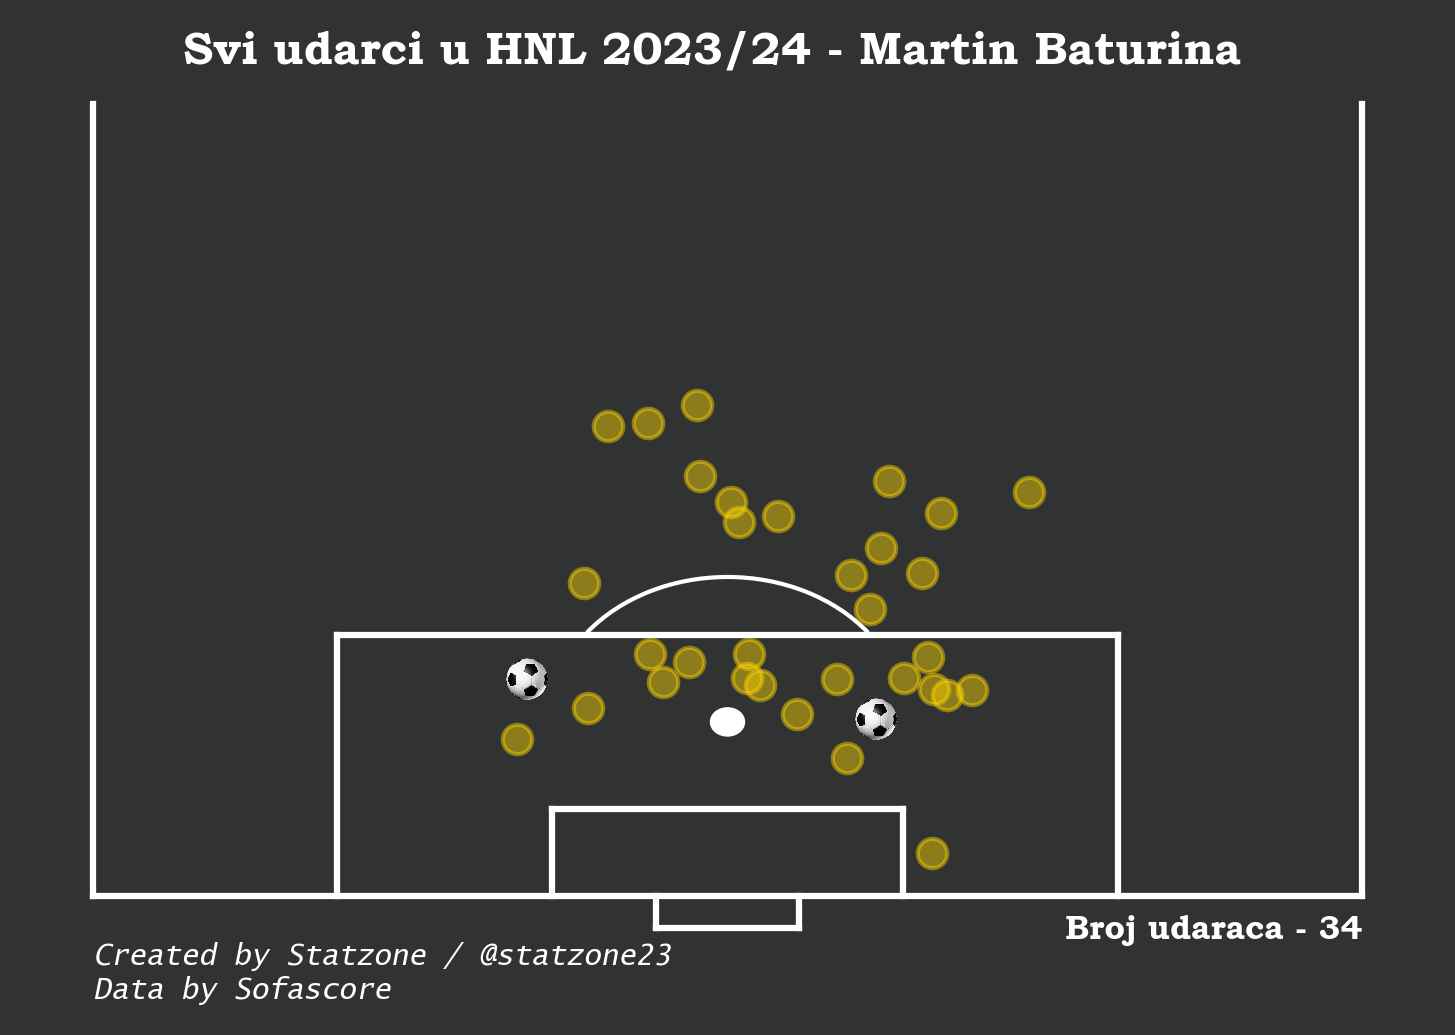 Svi udarci u HNL 2023/24 - Martin Baturina
Broj udaraca - 34
Created by Statzone / @statzone23
Data by Sofascore